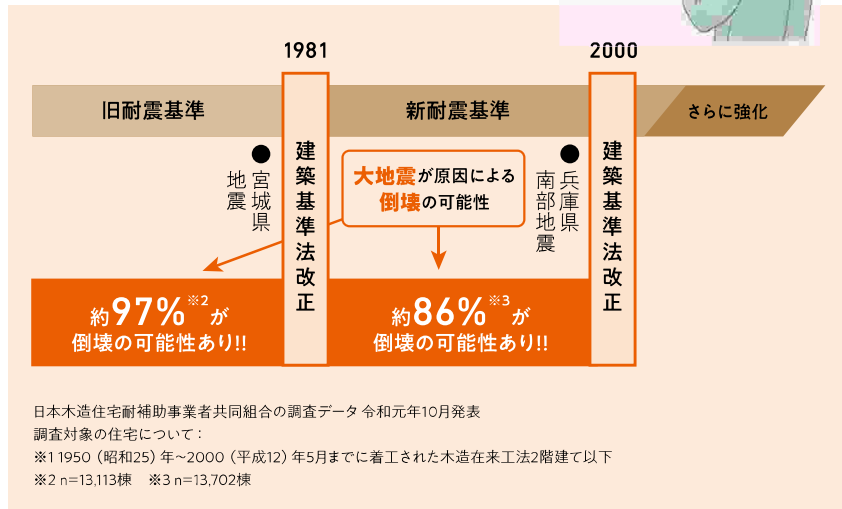 1981
2000
旧耐震基準
新耐震基準
さらに強化
宮城県
地震
建築基準法改正
大地震が原因による
倒壊の可能性
兵庫県
南部地震
建築基準法改正
約97%※2が
倒壊の可能性あり!!
約86%※3が
倒壊の可能性あり!!
日本木造住宅耐補助事業者共同組合の調査データ 令和元年10月発表
調査対象の住宅について：
※1 1950（昭和25）年~2000（平成12）年5月までに着工された木造在来工法2階建て以下
※2 n=13,113棟　※3 n=13,702棟